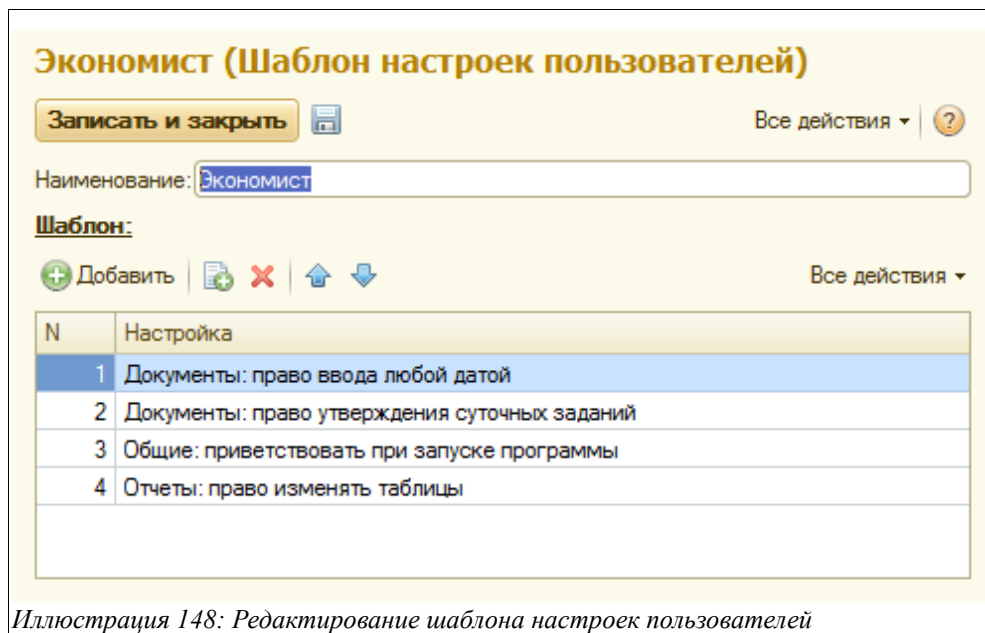 Экономист (Шаблон настроек пользователей)
Записать и закрыть Все действия ?
Наименование: Экономист
Шаблон:
Добавить Все действия
N Настройка
1 Документы: право ввода любой датой
2 Документы: право утверждения суточных заданий
3 Общие: приветствовать при запуске программы
4 Отчеты: право изменять таблицы
Иллюстрация 148: Редактирование шаблона настроек пользователей